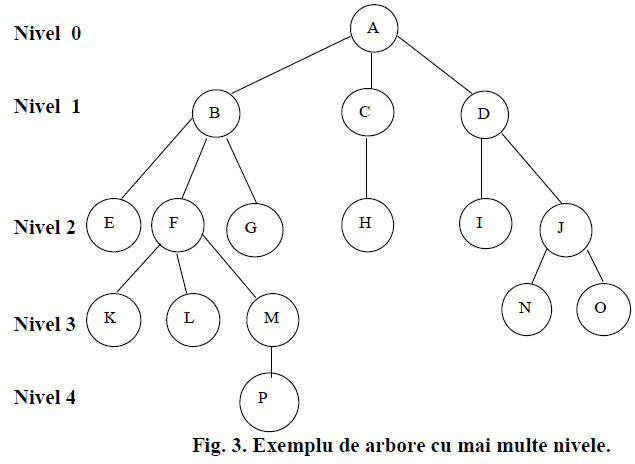 Nivel 0
A
Nivel 1
B C D
Nivel 2
E F G H I J
Nivel 3
K L M N O
Nivel 4
P
Fig. 3. Exemplu de arbore cu mai multe nivele.